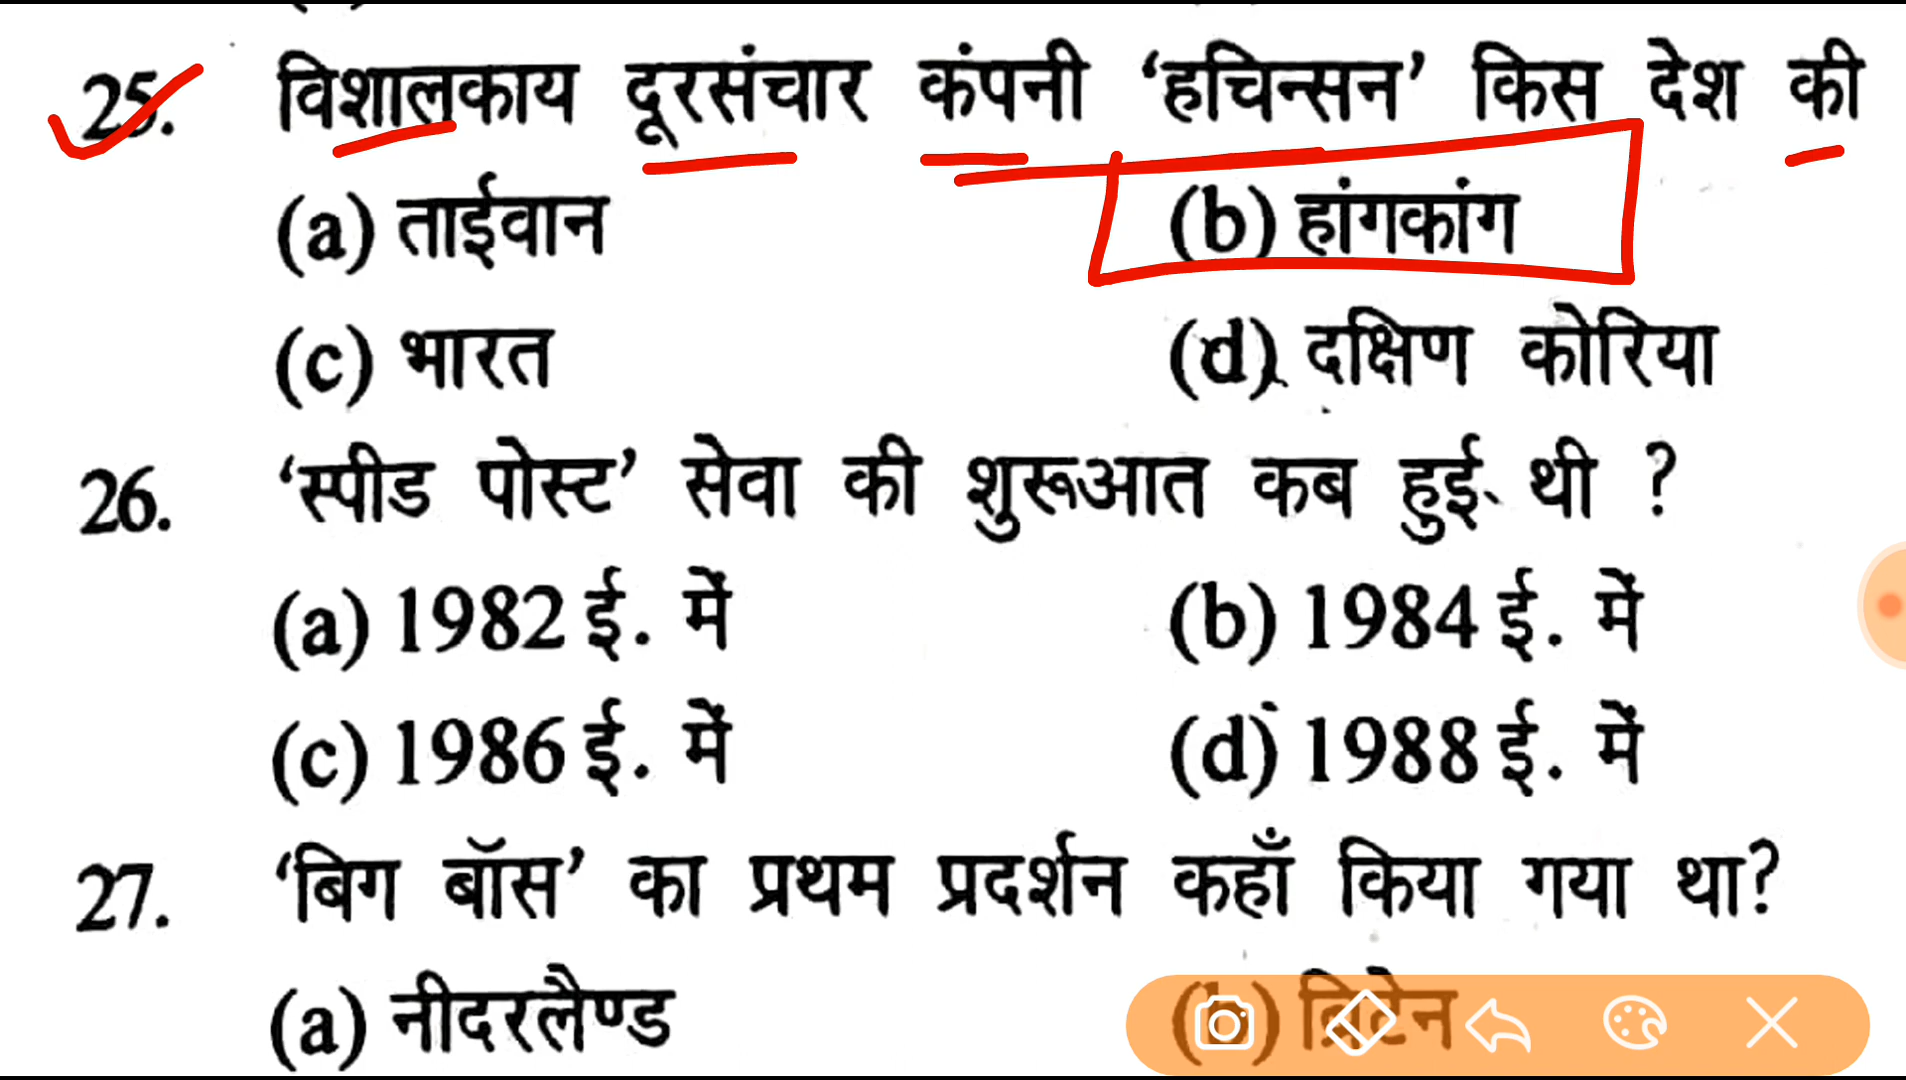 25. विशालकाय दूरसंचार कंपनी ‘हचिन्सन’ किस देश की
(a) ताईवान (b) हांगकांग
(c) भारत (d) दक्षिण कोरिया
26. ‘स्पीड पोस्ट’ सेवा की शुरूआत कब हुई थी ?
(a) 1982 ई. में (b) 1984 ई. में
(c) 1986 ई. में (d) 1988 ई. में
27. ‘बिग बॉस’ का प्रथम प्रदर्शन कहाँ किया गया था?
(a) नीदरलैण्ड (b) ब्रिटेन